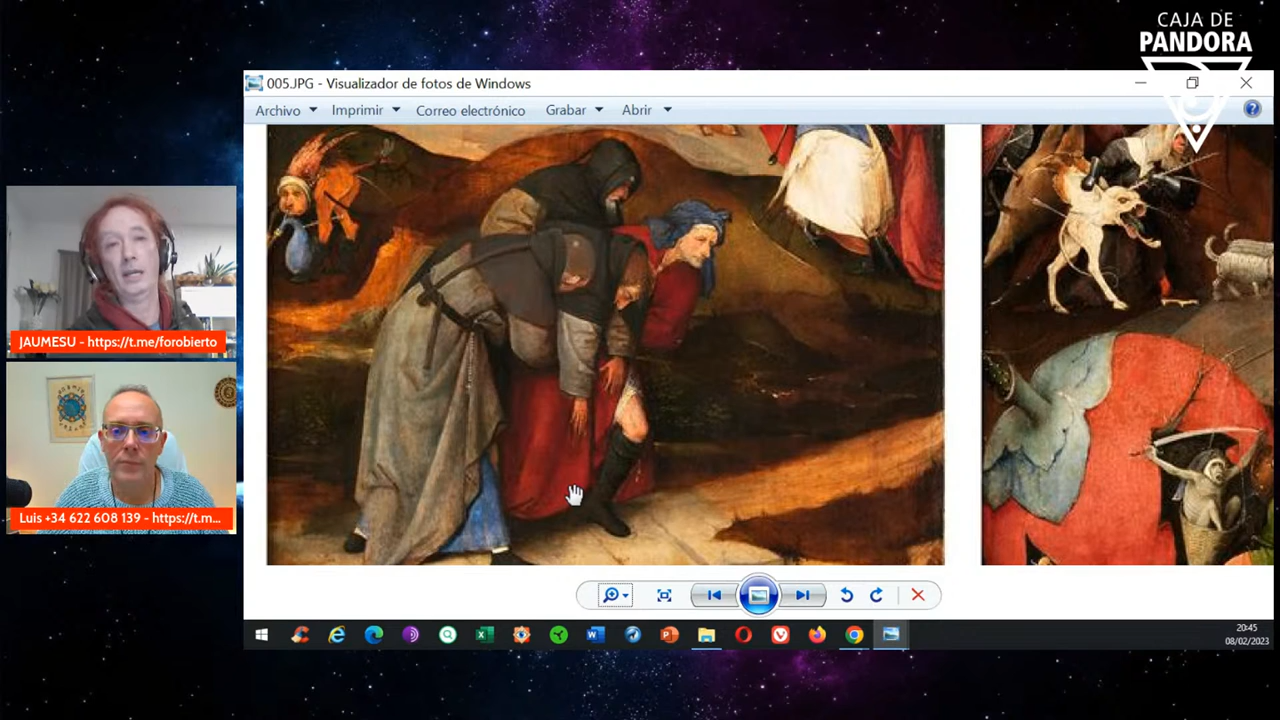 CAJA DE
PANDORA
005.JPG - Visualizador de fotos de Windows
Archivo Imprimir Correo electrónico Grabar Abrir
JAUMESU - https://t.me/forobierto
Luis +34 622 608 139 - https://t.m...
20:45
08/02/2023